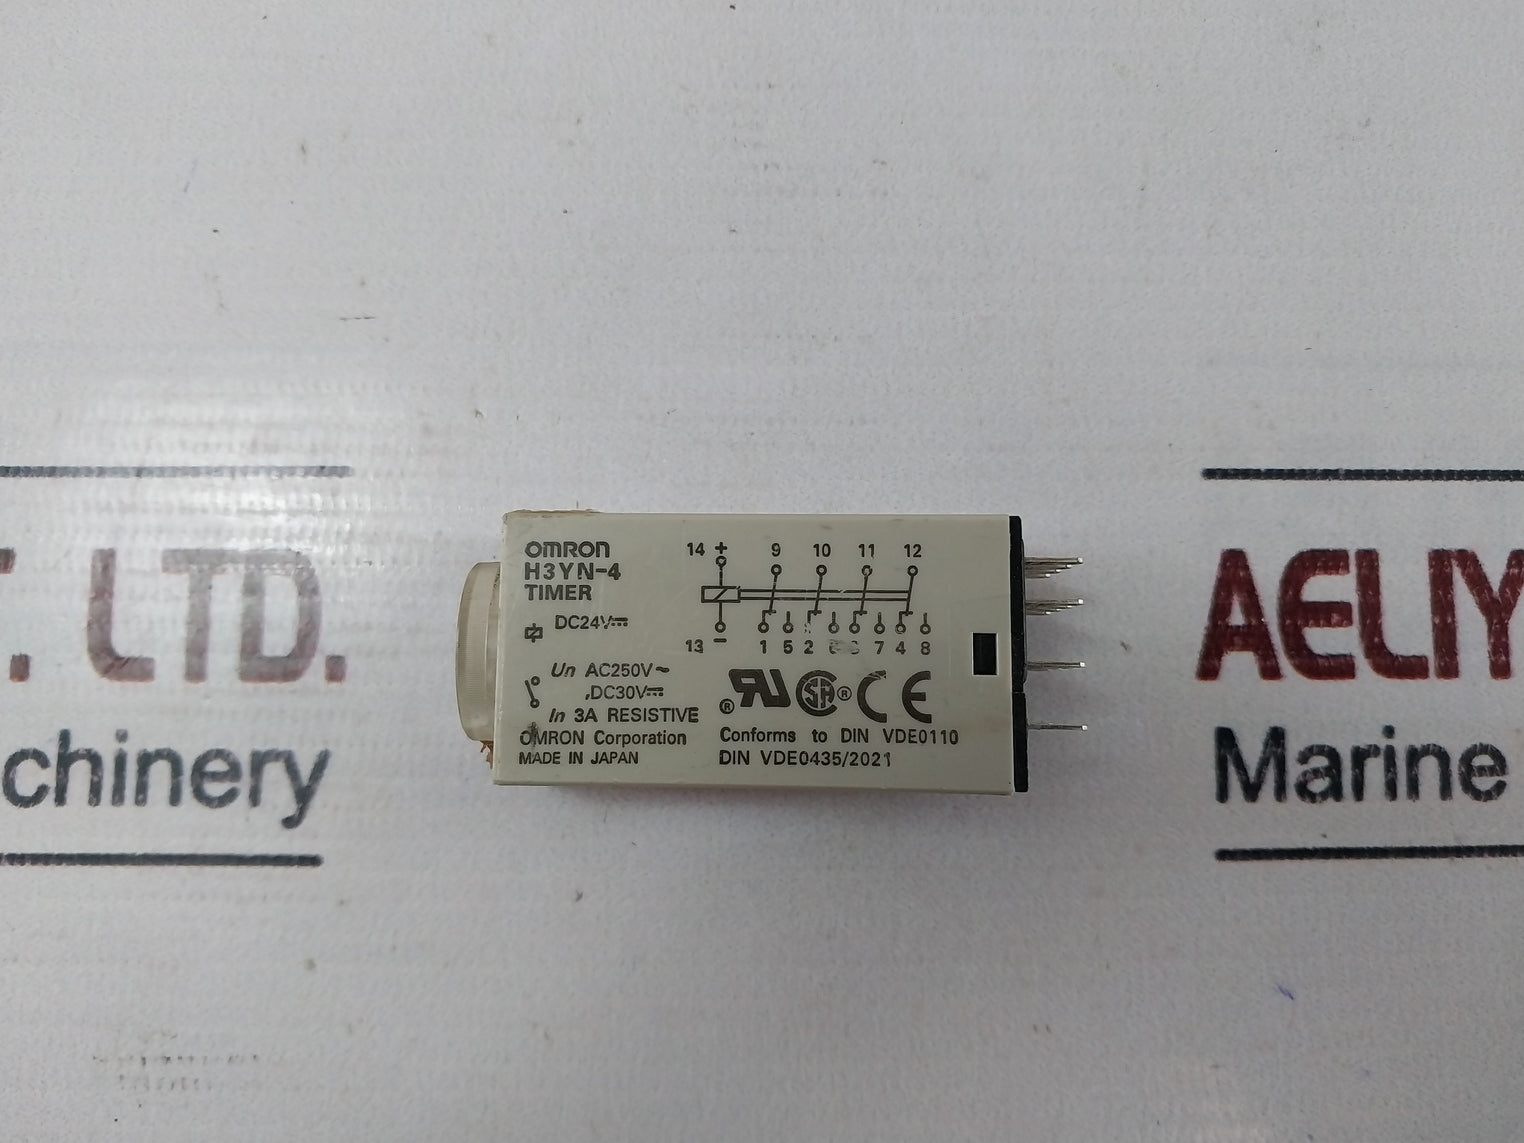 OMRON
H3YN-4
TIMER
DC24V
Un AC250V~
DC30V
In 3A RESISTIVE
OMRON Corporation
MADE IN JAPAN
14 + 9 10 11 12
13 − 1 5 2 7 4 8
® ® CE
Conforms to DIN VDE0110
DIN VDE0435/2021
LTD.
chinery
AELIY
Marine